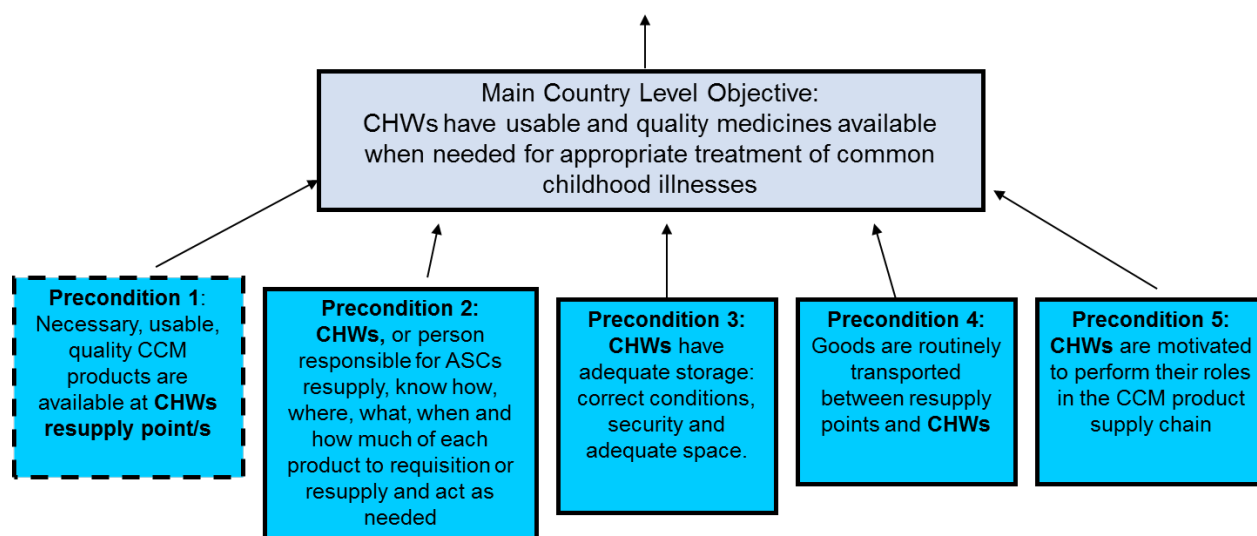 Main Country Level Objective:
CHWs have usable and quality medicines available
when needed for appropriate treatment of common
childhood illnesses
Precondition 1:
Necessary, usable,
quality CCM
products are
available at CHWs
resupply point/s
Precondition 2:
CHWs, or person
responsible for ASCs
resupply, know how,
where, what, when and
how much of each
product to requisition or
resupply and act as
needed
Precondition 3:
CHWs have
adequate storage:
correct conditions,
security and
adequate space.
Precondition 4:
Goods are routinely
transported
between resupply
points and CHWs
Precondition 5:
CHWs are motivated
to perform their roles
in the CCM product
supply chain